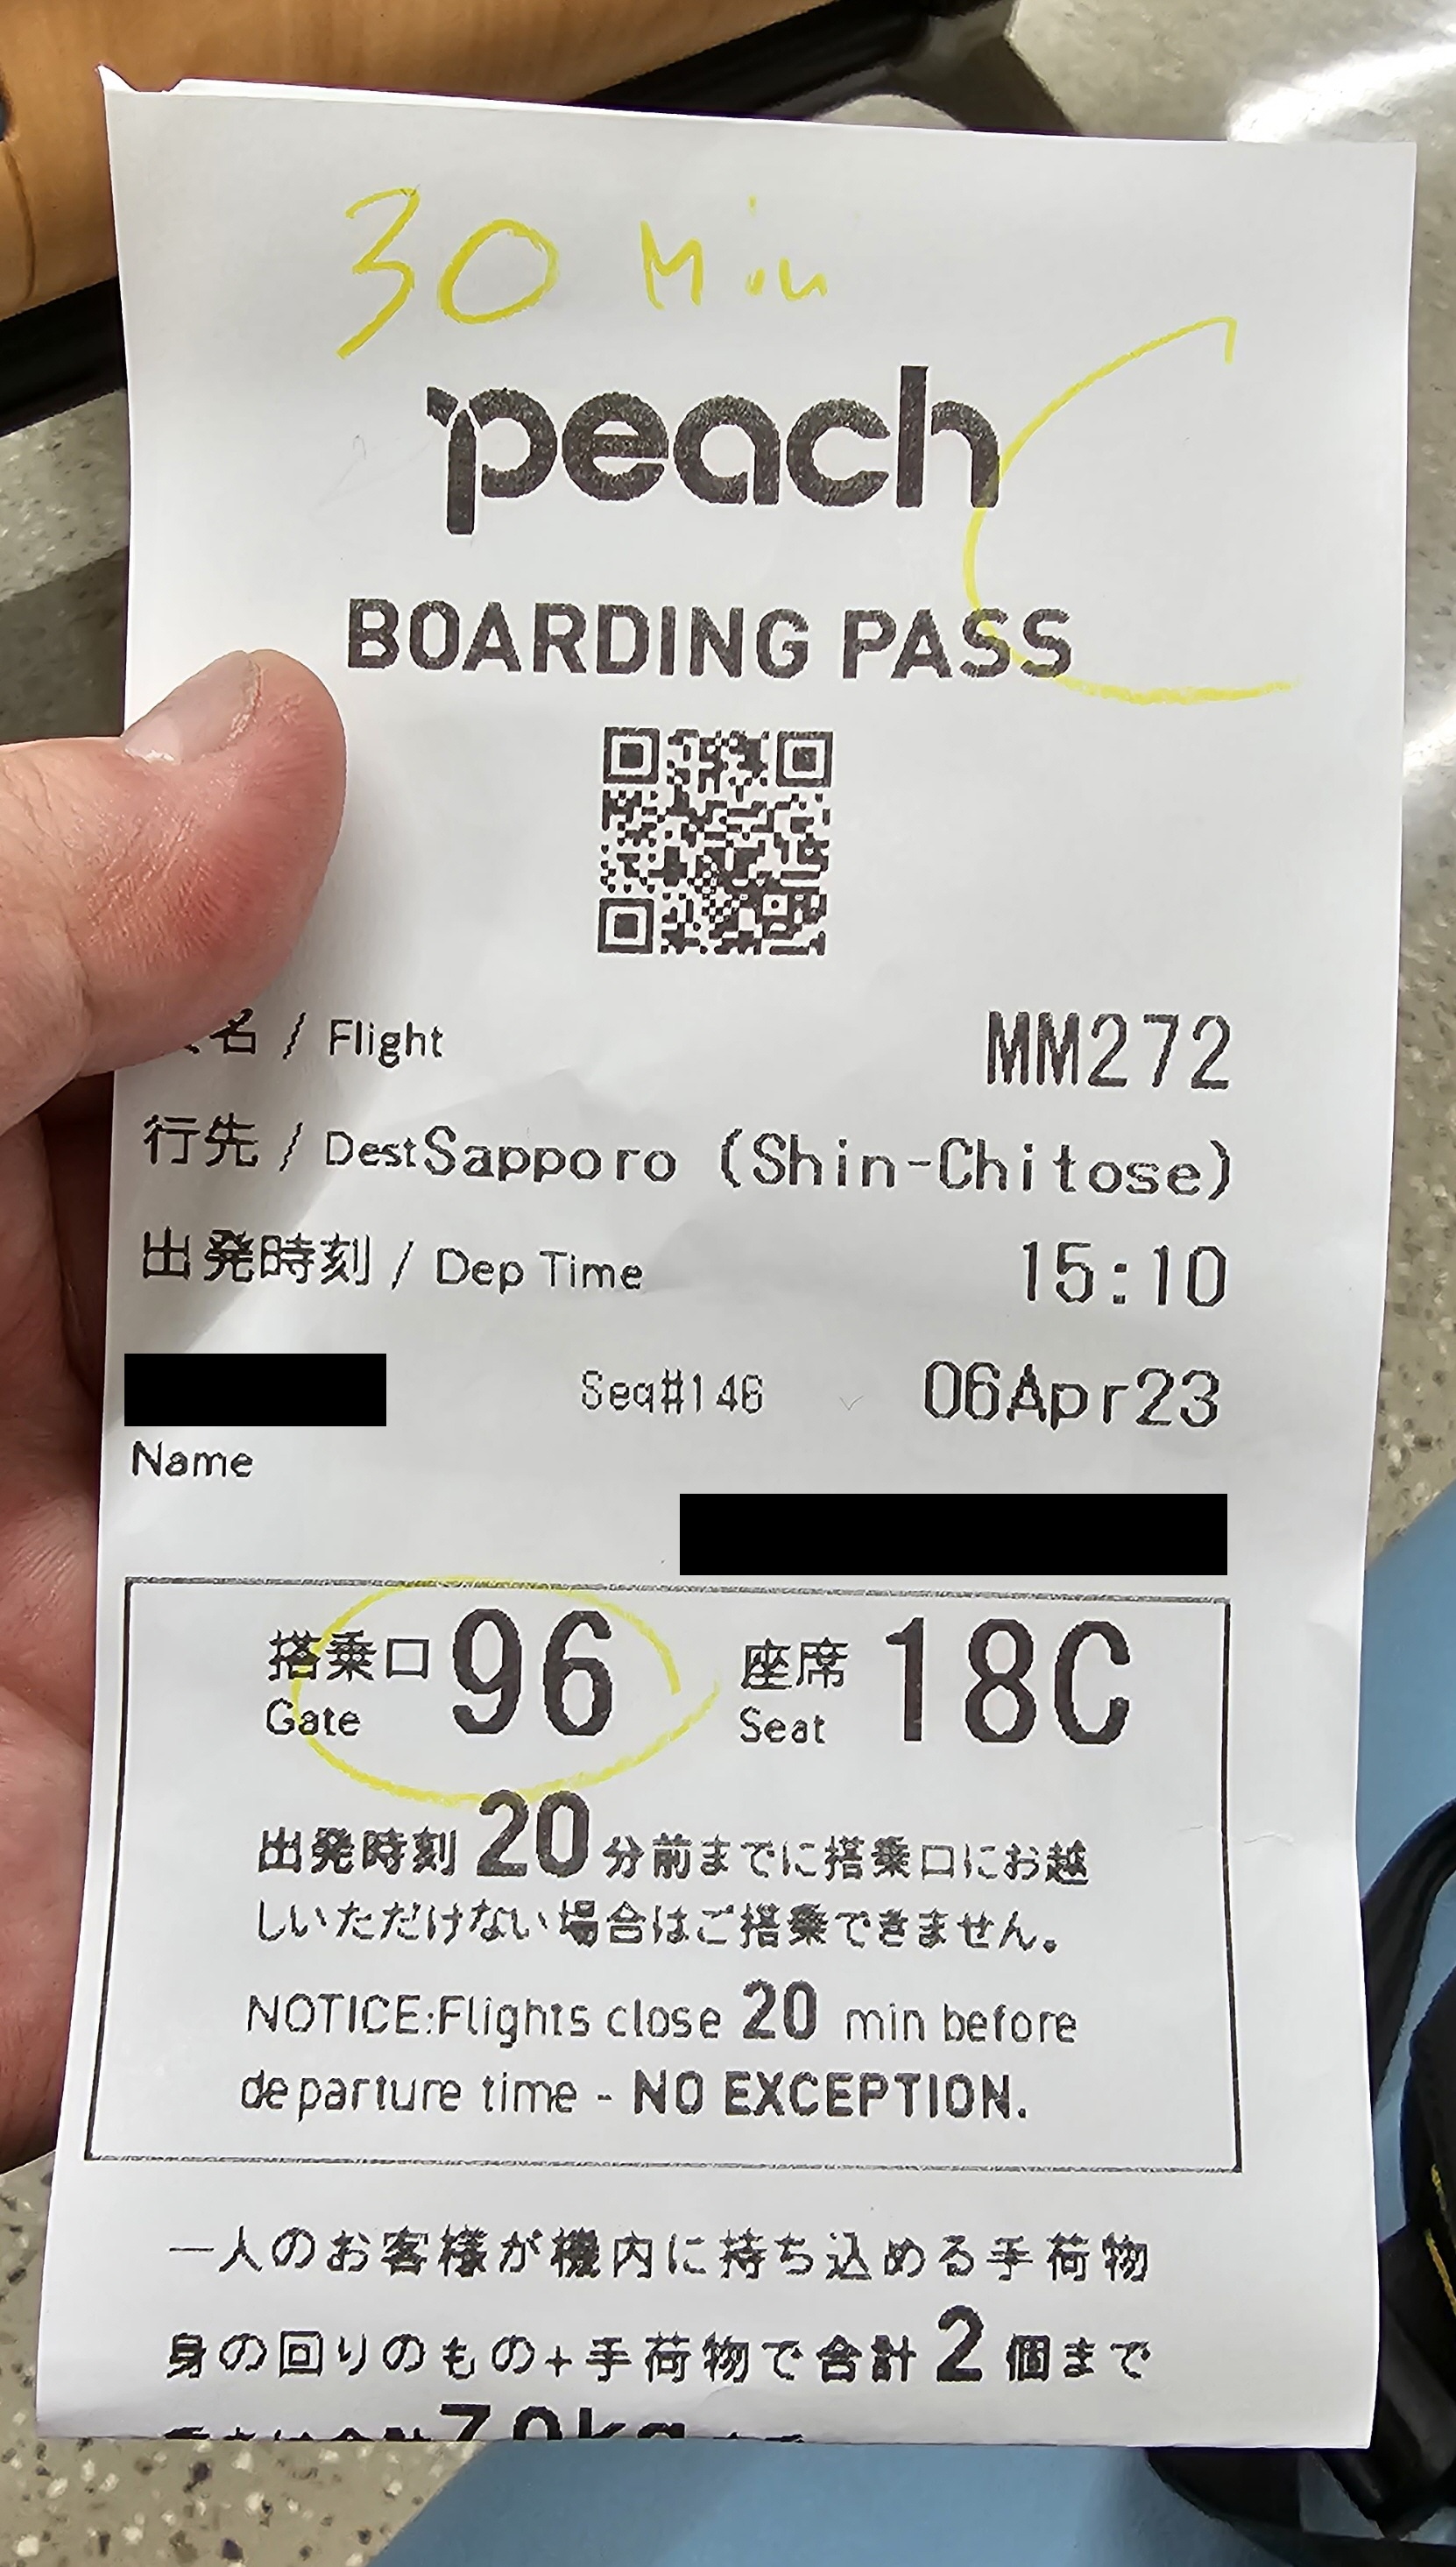 30 Min
peach
BOARDING PASS
名 / Flight MM272
行先 / Dest Sapporo (Shin-Chitose)
出発時刻 / Dep Time 15:10
Seq#146 06Apr23
Name
搭乗口 96 座席 18C
Gate Seat
出発時刻 20 分前までに搭乗口にお越
しいただけない場合はご搭乗できません。
NOTICE:Flights close 20 min before
departure time - NO EXCEPTION.
一人のお客様が機内に持ち込める手荷物
身の回りのもの+手荷物で合計 2 個まで
7.0kg